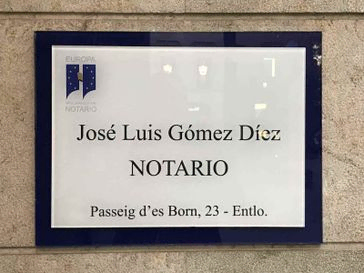 EUROPA
NOTARIO
José Luis Gómez Díez
NOTARIO
Passeig d'es Born, 23 - Entlo.